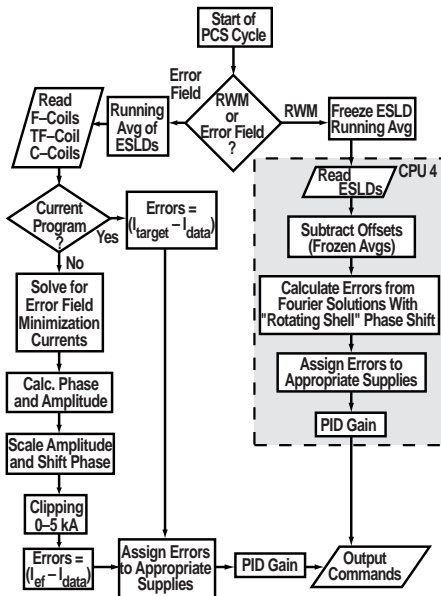 Start of
PCS Cycle
Error
Field
RWM
or
Error Field
?
RWM
Running
Avg of
ESLDs
Freeze ESLD
Running Avg
Read
F–Coils
TF–Coil
C–Coils
CPU 4
Read
ESLDs
Current
Program
?
Yes
No
Errors =
(I target – I data)
Subtract Offsets
(Frozen Avgs)
Solve for
Error Field
Minimization
Currents
Calculate Errors from
Fourier Solutions With
"Rotating Shell" Phase Shift
Calc. Phase
and Amplitude
Assign Errors to
Appropriate Supplies
Scale Amplitude
and Shift Phase
PID Gain
Clipping
0–5 kA
Errors =
(I ef – I data)
Assign Errors
to Appropriate
Supplies
PID Gain
Output
Commands